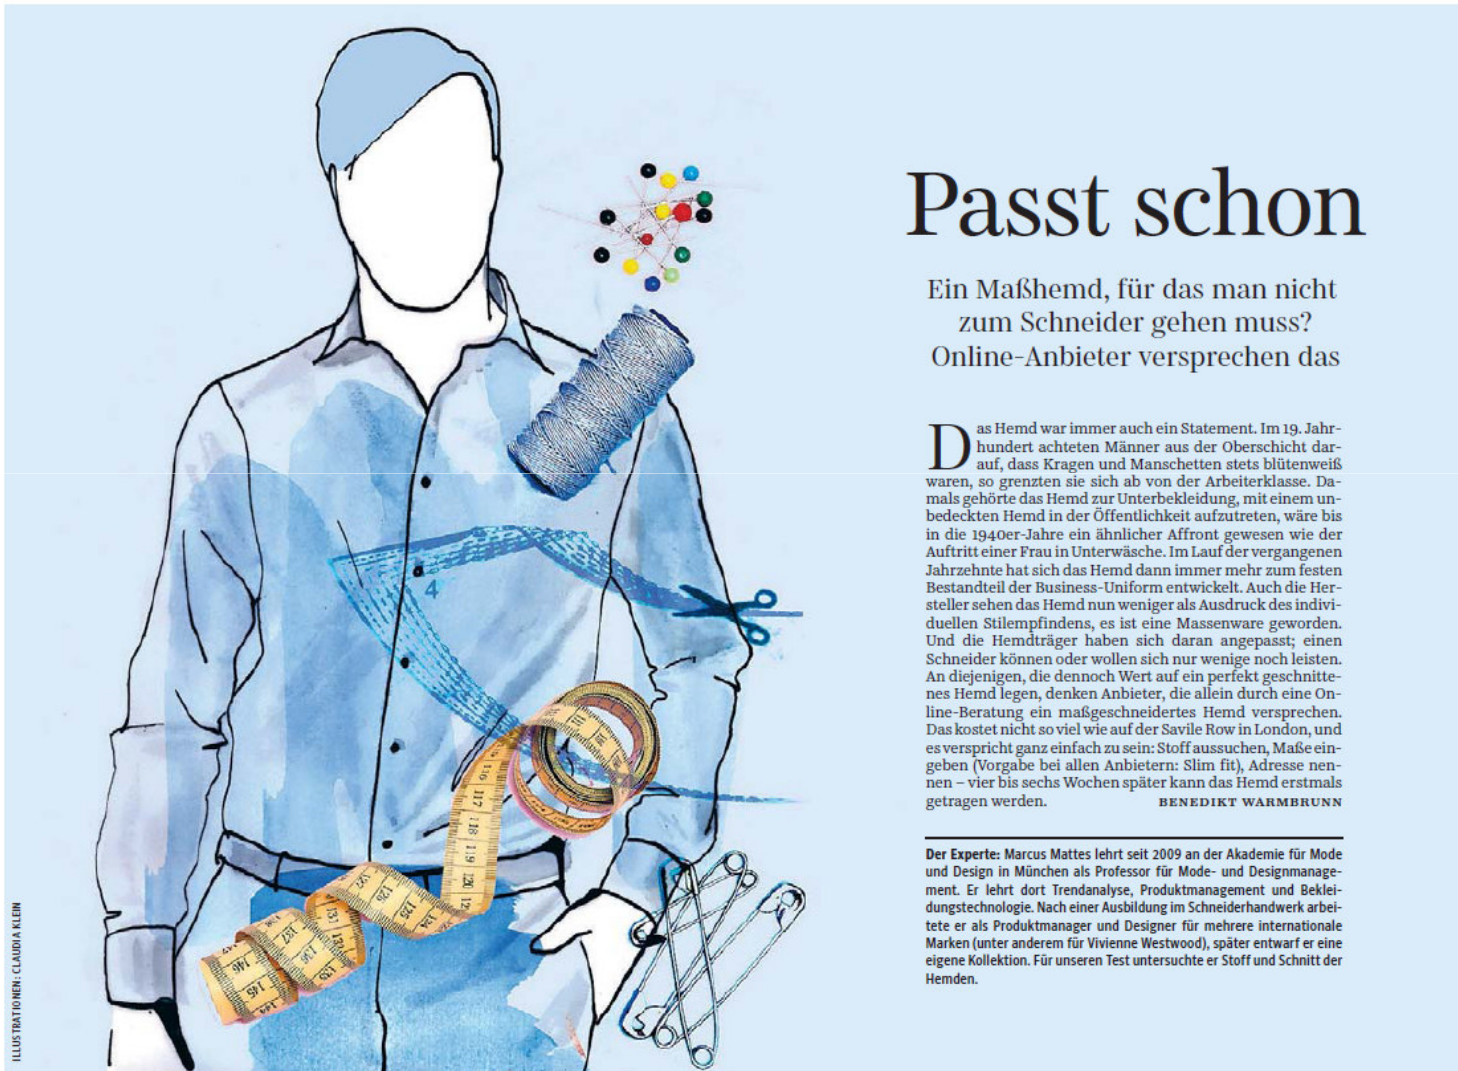 Passt schon
Ein Maßhemd, für das man nicht
zum Schneider gehen muss?
Online-Anbieter versprechen das
Das Hemd war immer auch ein Statement. Im 19. Jahr-
hundert achteten Männer aus der Oberschicht dar-
auf, dass Kragen und Manschetten stets blütenweiß
waren, so grenzten sie sich ab von der Arbeiterklasse. Da-
mals gehörte das Hemd zur Unterbekleidung, mit einem un-
bedeckten Hemd in der Öffentlichkeit aufzutreten, wäre bis
in die 1940er-Jahre ein ähnlicher Affront gewesen wie der
Auftritt einer Frau in Unterwäsche. Im Lauf der vergangenen
Jahrzehnte hat sich das Hemd dann immer mehr zum festen
Bestandteil der Business-Uniform entwickelt. Auch die Her-
steller sehen das Hemd nun weniger als Ausdruck des indivi-
duellen Stilempfindens, es ist eine Massenware geworden.
Und die Hemdträger haben sich daran angepasst; einen
Schneider können oder wollen sich nur wenige noch leisten.
An diejenigen, die dennoch Wert auf ein perfekt geschnitte-
nes Hemd legen, denken Anbieter, die allein durch eine On-
line-Beratung ein maßgeschneidertes Hemd versprechen.
Das kostet nicht so viel wie auf der Savile Row in London, und
es verspricht ganz einfach zu sein: Stoff aussuchen, Maße ein-
geben (Vorgabe bei allen Anbietern: Slim fit), Adresse nen-
nen – vier bis sechs Wochen später kann das Hemd erstmals
getragen werden. BENEDIKT WARMBRUNN
Der Experte: Marcus Mattes lehrt seit 2009 an der Akademie für Mode
und Design in München als Professor für Mode- und Designmanage-
ment. Er lehrt dort Trendanalyse, Produktmanagement und Beklei-
dungstechnologie. Nach einer Ausbildung im Schneiderhandwerk arbei-
tete er als Produktmanager und Designer für mehrere internationale
Marken (unter anderem für Vivienne Westwood), später entwarf er eine
eigene Kollektion. Für unseren Test untersuchte er Stoff und Schnitt der
Hemden.
ILLUSTRATIONEN: CLAUDIA KLEIN
4
116
117
118
119
120
146
145